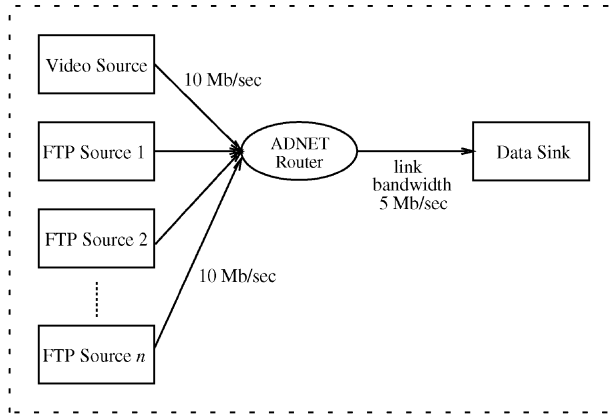 Video Source
10 Mb/sec
FTP Source 1
ADNET
Router
Data Sink
link
bandwidth
5 Mb/sec
FTP Source 2
10 Mb/sec
FTP Source n